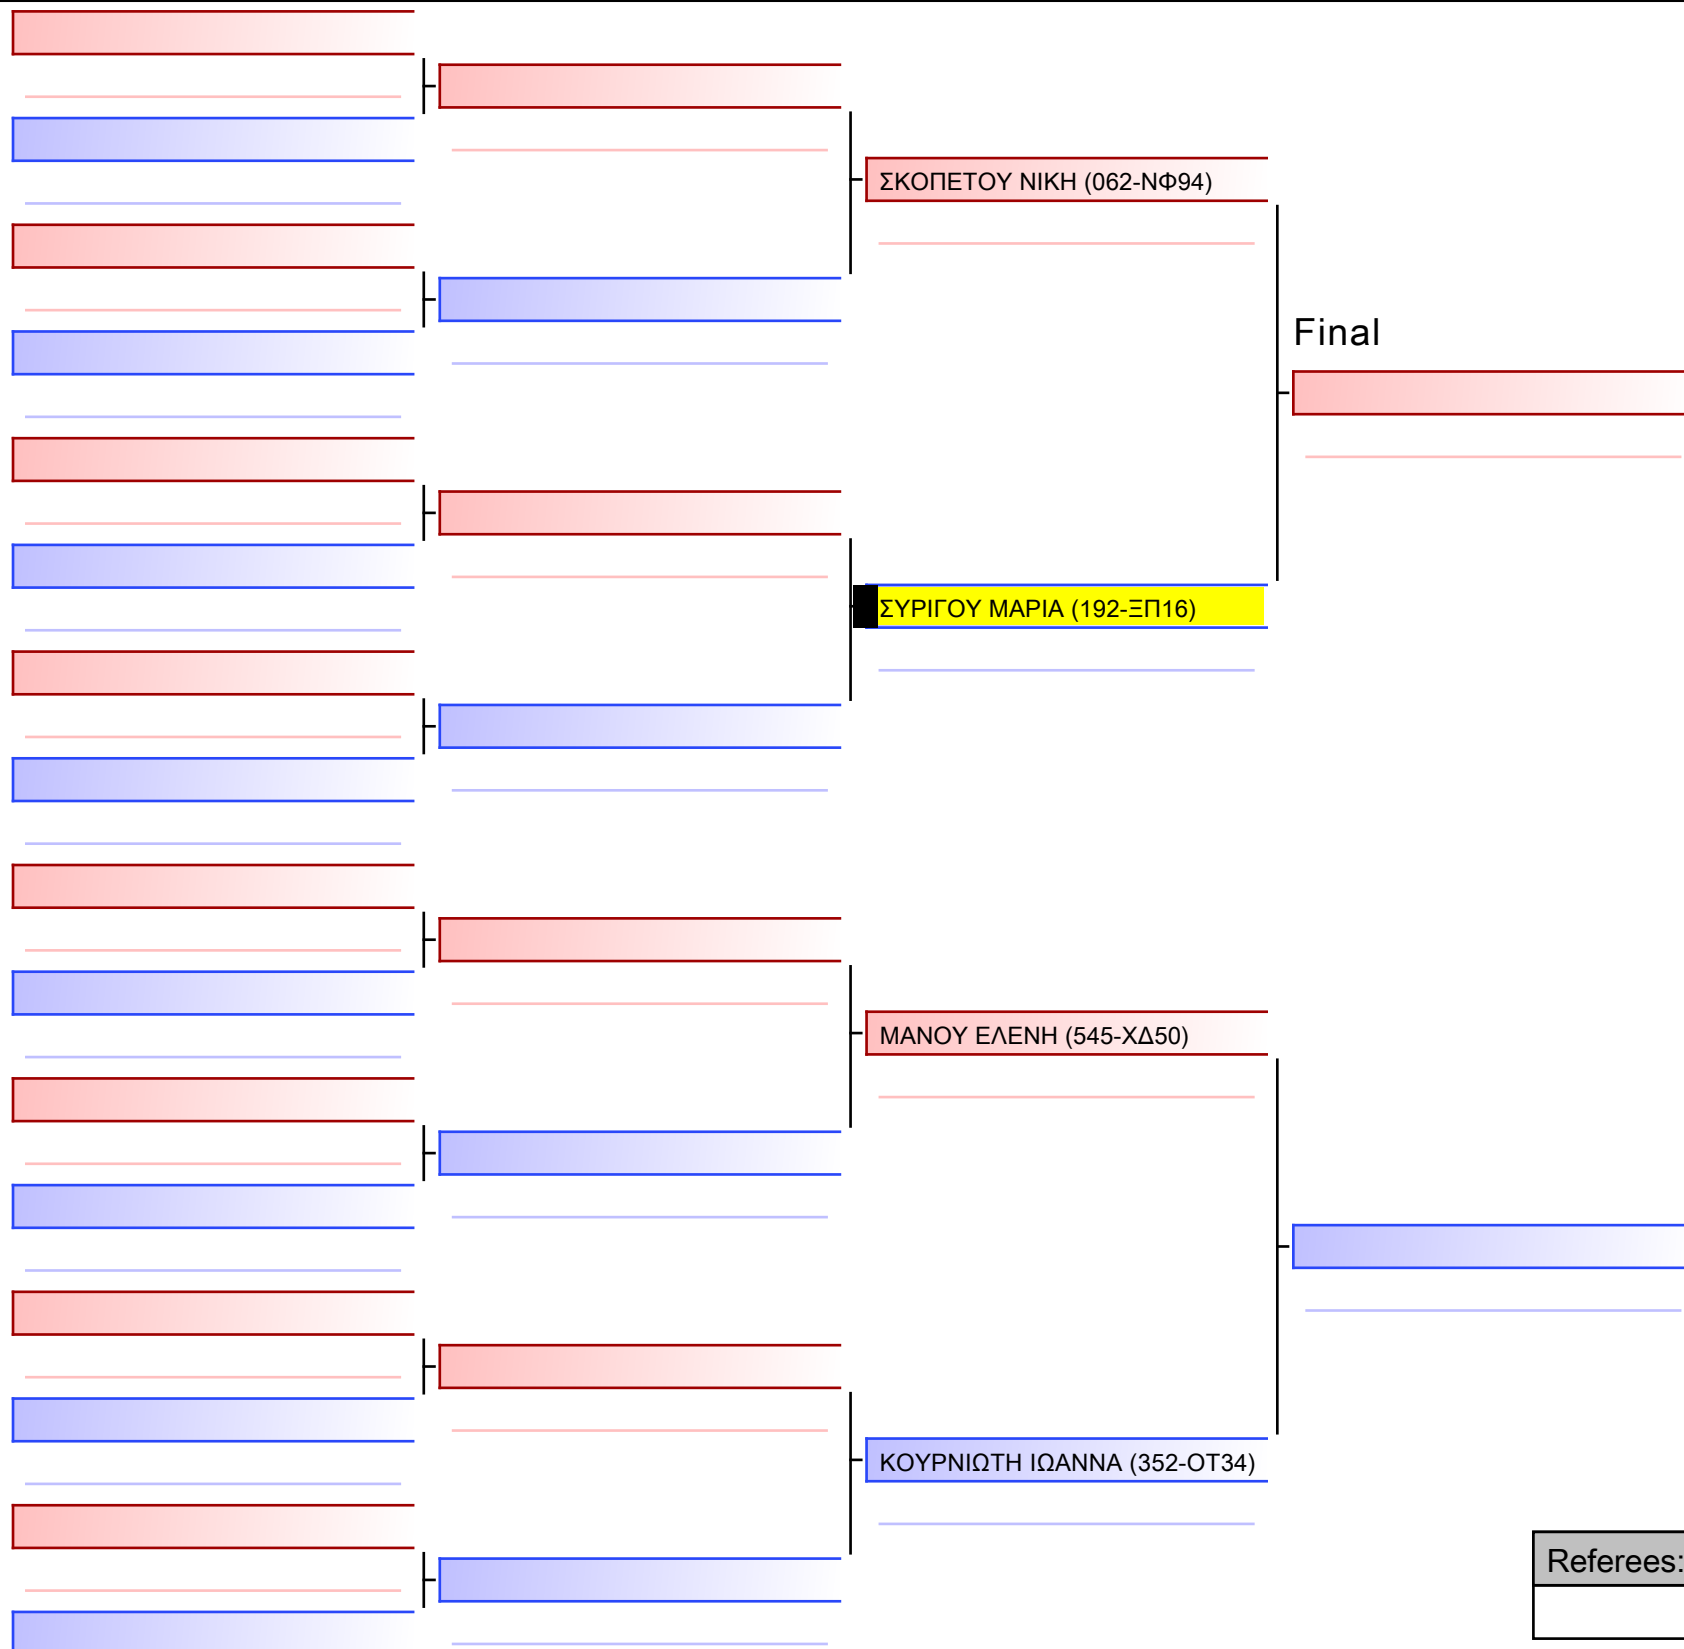 ΣΚΟΠΕΤΟΥ ΝΙΚΗ (062-ΝΦ94)
Final
ΣΥΡΙΓΟΥ ΜΑΡΙΑ (192-ΞΠ16)
ΜΑΝΟΥ ΕΛΕΝΗ (545-ΧΔ50)
ΚΟΥΡΝΙΩΤΗ ΙΩΑΝΝΑ (352-ΟΤ34)
Referees: